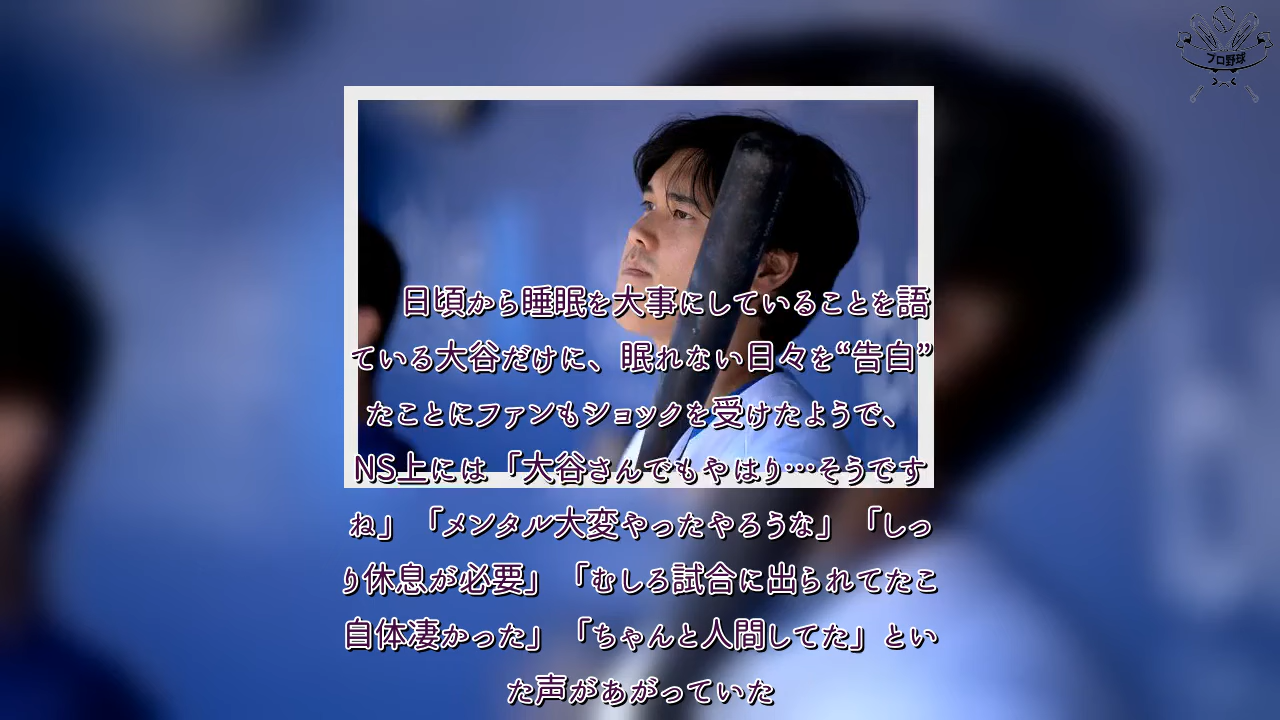 プロ野球
日頃から睡眠を大事にしていることを語
ている大谷だけに、眠れない日々を“告白”
たことにファンもショックを受けたようで、
NS上には「大谷さんでもやはり…そうです
ね」「メンタル大変やったやろうな」「しっ
り休息が必要」「むしろ試合に出られてたこ
自体凄かった」「ちゃんと人間してた」とい
た声があがっていた